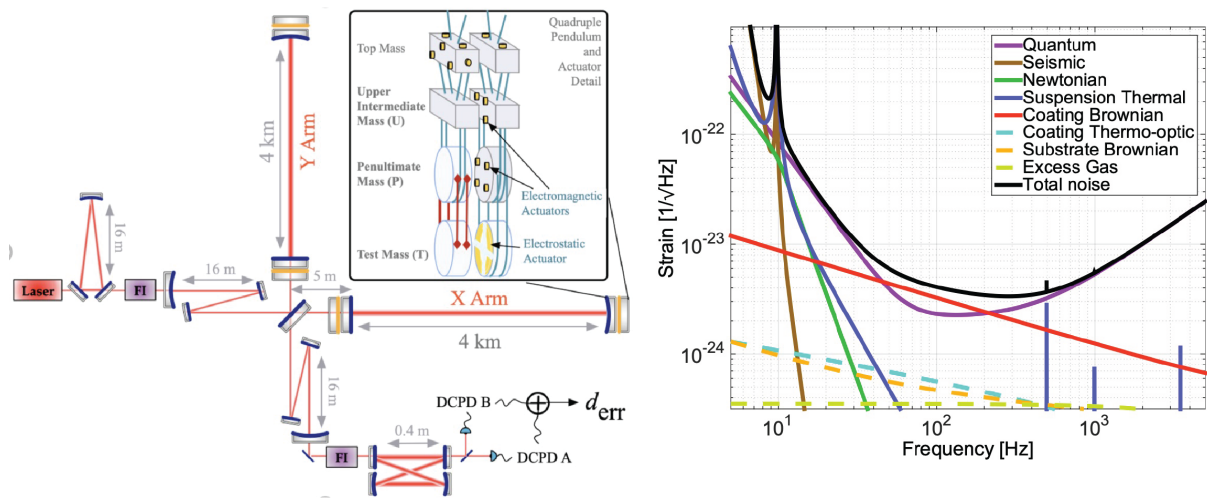 4 km
Y Arm
16 m
Laser
FI
16 m
5 m
X Arm
4 km
16 m
FI
0.4 m
DCPD B
DCPD A
d_err
Quadruple
Pendulum
and
Actuator
Detail
Top Mass
Upper
Intermediate
Mass (U)
Penultimate
Mass (P)
Electromagnetic
Actuators
Test Mass (T)
Electrostatic
Actuator
Strain [1/√Hz]
10^-22
10^-23
10^-24
10^1
10^2
10^3
Frequency [Hz]
Quantum
Seismic
Newtonian
Suspension Thermal
Coating Brownian
Coating Thermo-optic
Substrate Brownian
Excess Gas
Total noise